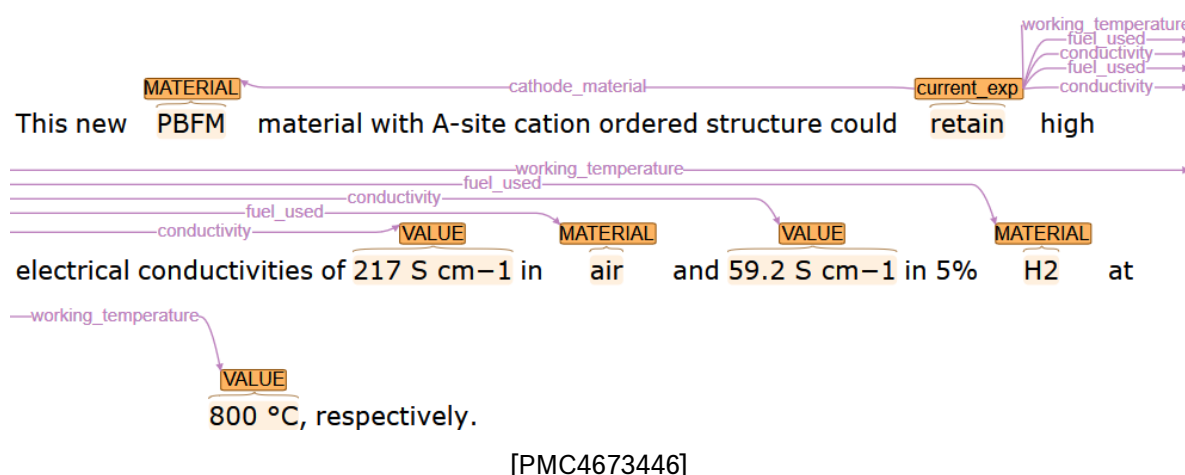 working_temperature
fuel_used
conductivity
fuel_used
MATERIAL cathode_material current_exp conductivity
This new PBFM material with A-site cation ordered structure could retain high
working_temperature
fuel_used
conductivity
fuel_used
conductivity VALUE MATERIAL VALUE MATERIAL
electrical conductivities of 217 S cm−1 in air and 59.2 S cm−1 in 5% H2 at
working_temperature
VALUE
800 °C, respectively.
[PMC4673446]